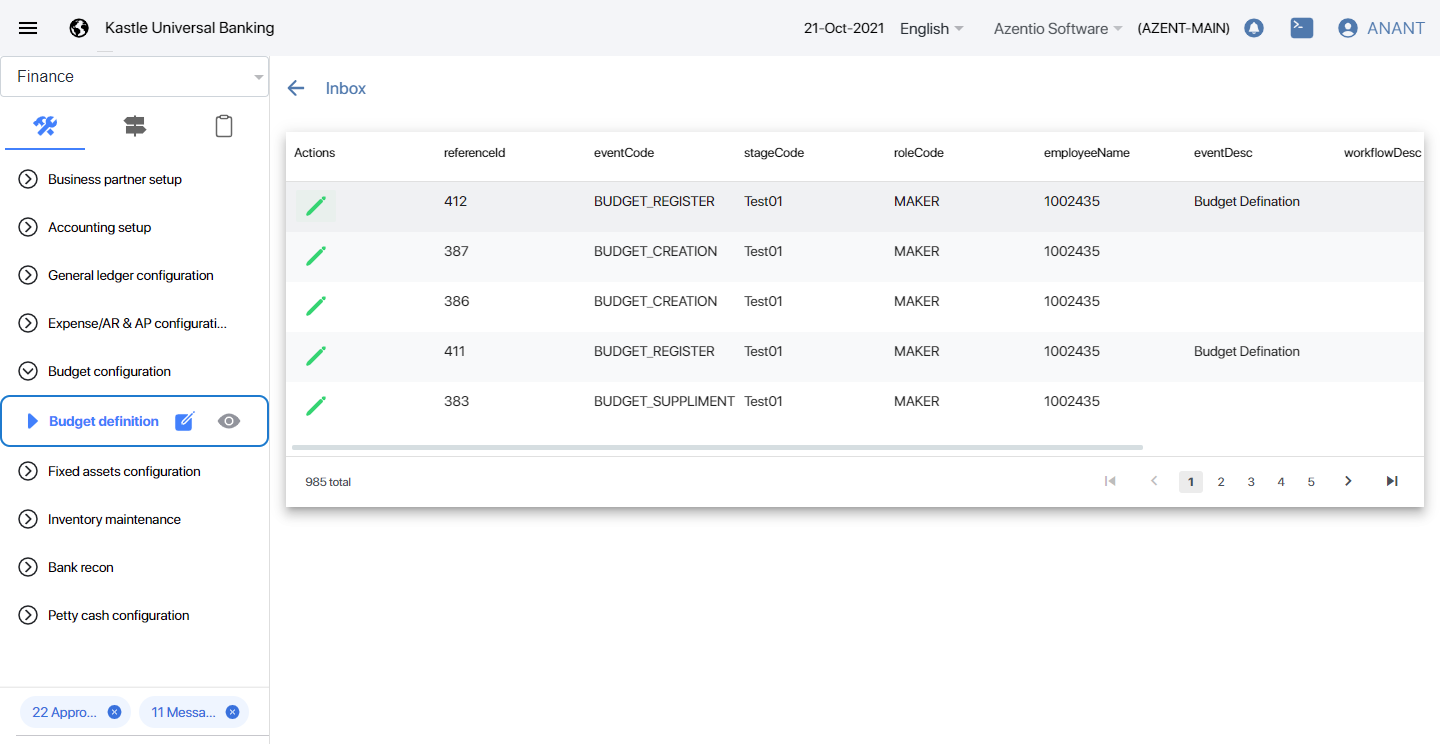 Kastle Universal Banking
21-Oct-2021 English Azentio Software (AZENT-MAIN) ANANT
Finance
Business partner setup
Accounting setup
General ledger configuration
Expense/AR & AP configurati...
Budget configuration
Budget definition
Fixed assets configuration
Inventory maintenance
Bank recon
Petty cash configuration
22 Appro... 11 Messa...
Inbox
Actions referenceId eventCode stageCode roleCode employeeName eventDesc workflowDesc
412 BUDGET_REGISTER Test01 MAKER 1002435 Budget Defination
387 BUDGET_CREATION Test01 MAKER 1002435
386 BUDGET_CREATION Test01 MAKER 1002435
411 BUDGET_REGISTER Test01 MAKER 1002435 Budget Defination
383 BUDGET_SUPPLIMENT Test01 MAKER 1002435
985 total 1 2 3 4 5